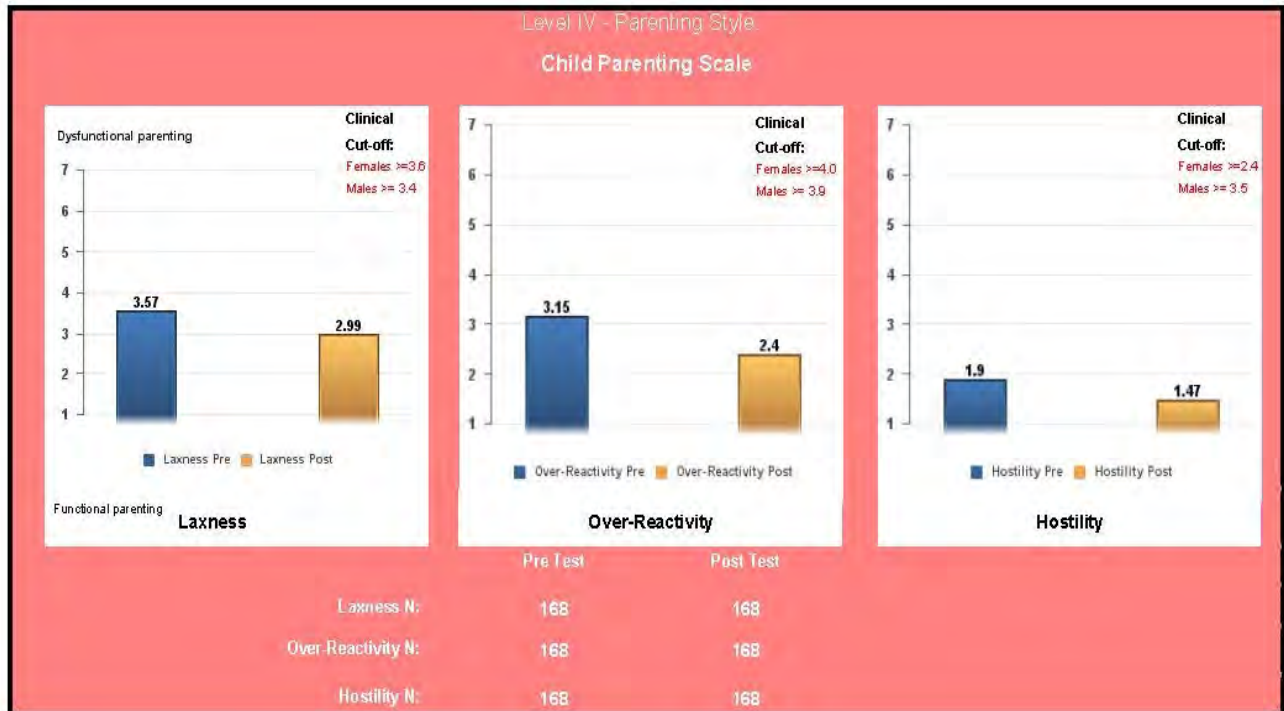 Level IV - Parenting Style
Child Parenting Scale
Dysfunctional parenting
Clinical
Cut-off:
Females >=3.6
Males >= 3.4
7
6
5
4
3
2
1
3.57
2.99
Laxness Pre
Laxness Post
Functional parenting
Laxness
Clinical
Cut-off:
Females >=4.0
Males >= 3.9
7
6
5
4
3
2
1
3.15
2.4
Over-Reactivity Pre
Over-Reactivity Post
Over-Reactivity
Clinical
Cut-off:
Females >=2.4
Males >= 3.5
7
6
5
4
3
2
1
1.9
1.47
Hostility Pre
Hostility Post
Hostility
Pre Test Post Test
Laxness N: 168 168
Over-Reactivity N: 168 168
Hostility N: 168 168